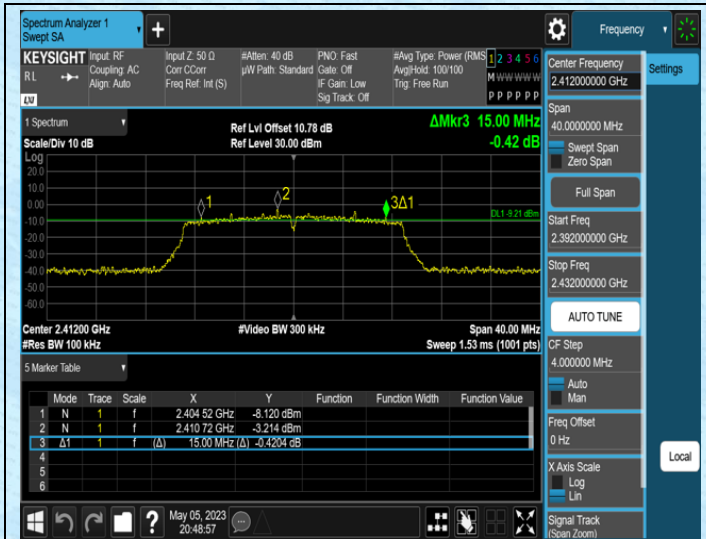 Spectrum Analyzer 1
Swept SA
Frequency
KEYSIGHT
RL
LXI
Input: RF
Coupling: AC
Align: Auto
Input Z: 50 Ω
Corr CCorr
Freq Ref: Int (S)
#Atten: 40 dB
µW Path: Standard
PNO: Fast
Gate: Off
IF Gain: Low
Sig Track: Off
#Avg Type: Power (RMS
Avg|Hold: 100/100
Trig: Free Run
1 2 3 4 5 6
M W W W W W
P P P P P P
Center Frequency
2.412000000 GHz
Settings
Span
40.0000000 MHz
Swept Span
Zero Span
Full Span
Start Freq
2.392000000 GHz
Stop Freq
2.432000000 GHz
AUTO TUNE
CF Step
4.000000 MHz
Auto
Man
Freq Offset
0 Hz
X Axis Scale
Log
Lin
Signal Track
(Span Zoom)
Local
1 Spectrum
Scale/Div 10 dB
Ref Lvl Offset 10.78 dB
Ref Level 30.00 dBm
ΔMkr3 15.00 MHz
-0.42 dB
Log
20.0
10.0
0.00
-10.0
-20.0
-30.0
-40.0
-50.0
-60.0
1
2
3Δ1
DL1 -9.21 dBm
Center 2.41200 GHz
#Res BW 100 kHz
#Video BW 300 kHz
Span 40.00 MHz
Sweep 1.53 ms (1001 pts)
5 Marker Table
Mode Trace Scale X Y Function Function Width Function Value
1 N 1 f 2.404 52 GHz -8.120 dBm
2 N 1 f 2.410 72 GHz -3.214 dBm
3 Δ1 1 f (Δ) 15.00 MHz (Δ) -0.4204 dB
4
5
6
?
May 05, 2023
20:48:57